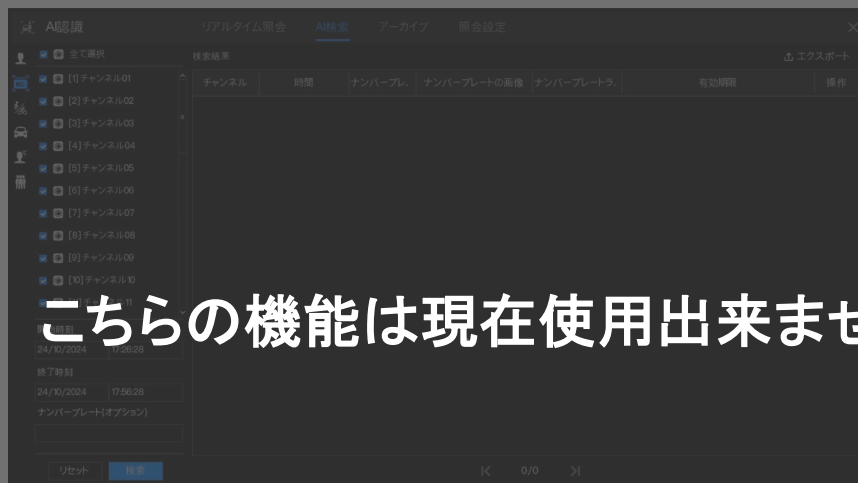 AI認識
リアルタイム照会 AI検索 アーカイブ 照会設定
全て選択
検索結果
エクスポート
[1]チャンネル01
[2]チャンネル02
[3]チャンネル03
[4]チャンネル04
[5]チャンネル05
[6]チャンネル06
[7]チャンネル07
[8]チャンネル08
[9]チャンネル09
[10]チャンネル10
チャンネル 時間 ナンバープレ. ナンバープレートの画像 ナンバープレートラ. 有効期限 操作
こちらの機能は現在使用出来ませ
24/10/2024 17:26:28
終了時刻
24/10/2024 17:56:28
ナンバープレート(オプション)
リセット 検索
0/0